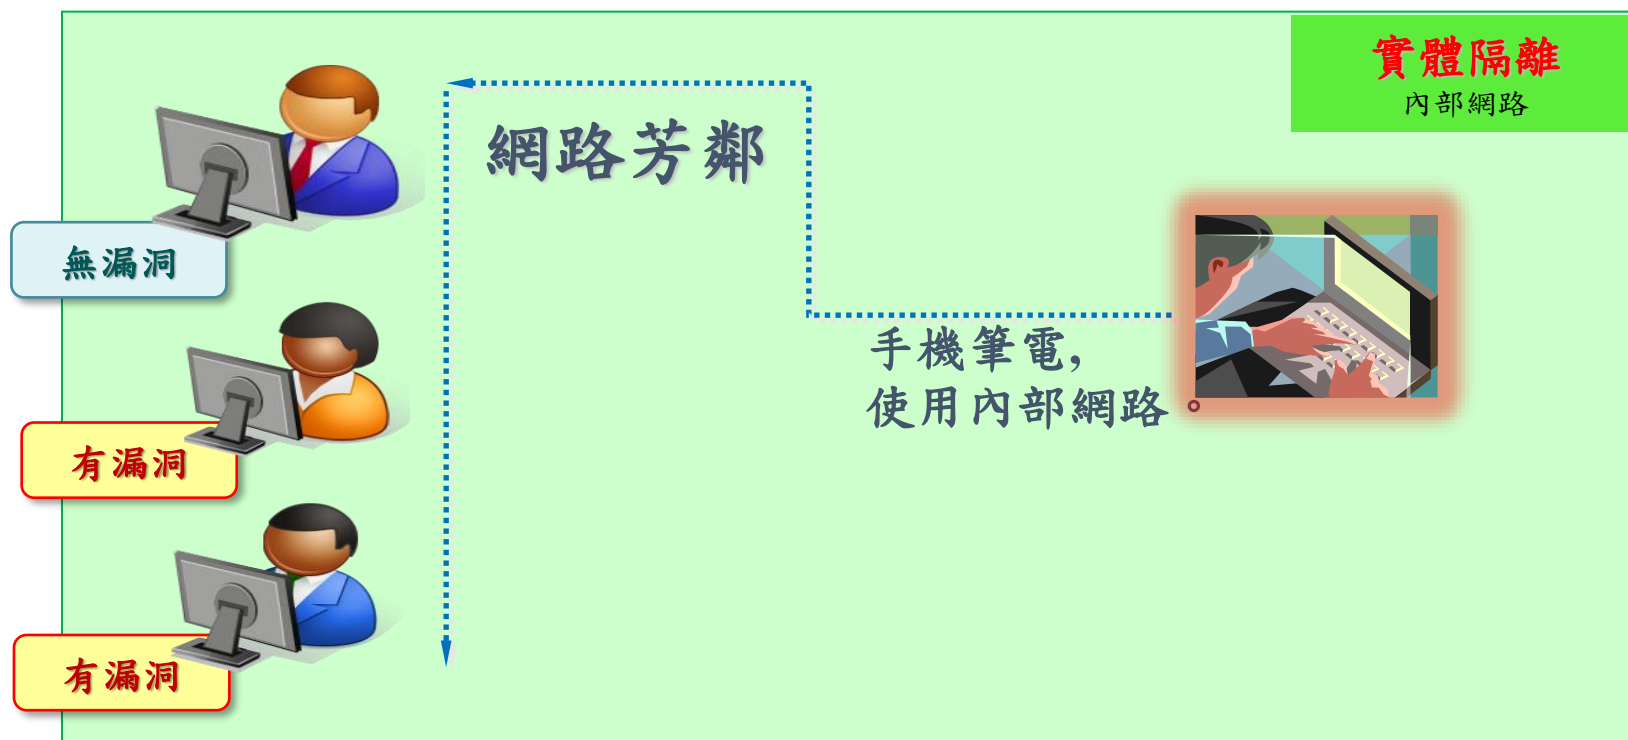 實體隔離
內部網路
網路芳鄰
無漏洞
手機筆電,
使用內部網路。
有漏洞
有漏洞